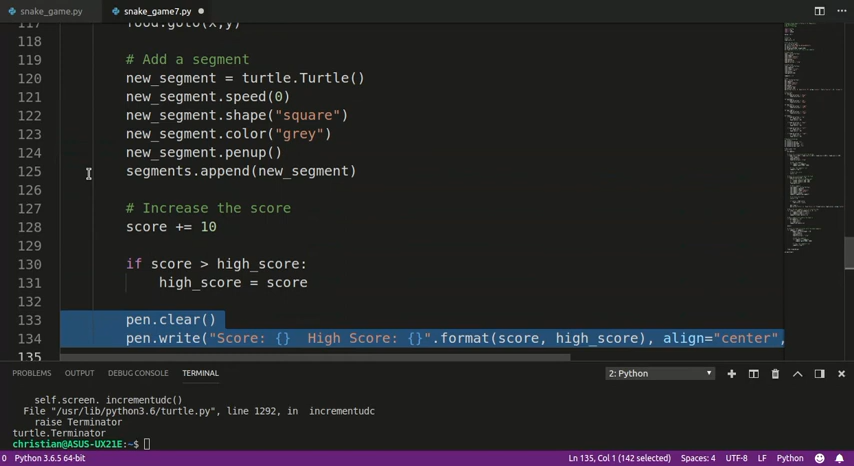 snake_game.py snake_game7.py
117 food.goto(x,y)
118
119 # Add a segment
120 new_segment = turtle.Turtle()
121 new_segment.speed(0)
122 new_segment.shape("square")
123 new_segment.color("grey")
124 new_segment.penup()
125 segments.append(new_segment)
126
127 # Increase the score
128 score += 10
129
130 if score > high_score:
131 high_score = score
132
133 pen.clear()
134 pen.write("Score: {}  High Score: {}".format(score, high_score), align="center",
135
PROBLEMS OUTPUT DEBUG CONSOLE TERMINAL 2: Python
self.screen. incrementudc()
File "/usr/lib/python3.6/turtle.py", line 1292, in incrementudc
raise Terminator
turtle.Terminator
christian@ASUS-UX21E:~$
0 Python 3.6.5 64-bit Ln 135, Col 1 (142 selected) Spaces: 4 UTF-8 LF Python